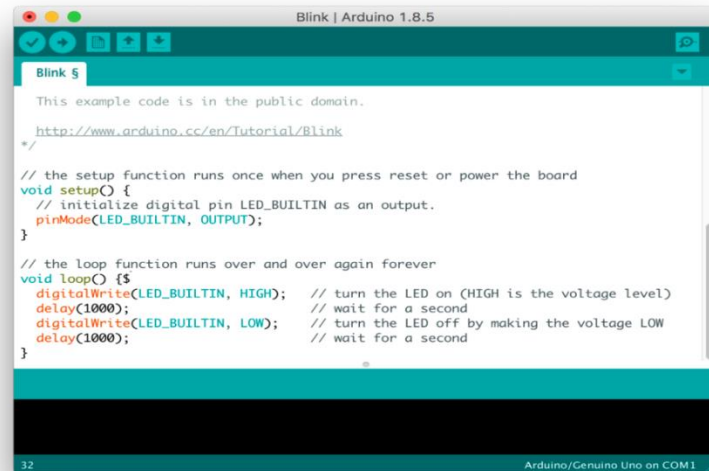 Blink | Arduino 1.8.5
Blink §
This example code is in the public domain.
http://www.arduino.cc/en/Tutorial/Blink
*/
// the setup function runs once when you press reset or power the board
void setup() {
// initialize digital pin LED_BUILTIN as an output.
pinMode(LED_BUILTIN, OUTPUT);
}
// the loop function runs over and over again forever
void loop() {$
digitalWrite(LED_BUILTIN, HIGH); // turn the LED on (HIGH is the voltage level)
delay(1000); // wait for a second
digitalWrite(LED_BUILTIN, LOW); // turn the LED off by making the voltage LOW
delay(1000); // wait for a second
}
32 Arduino/Genuino Uno on COM1